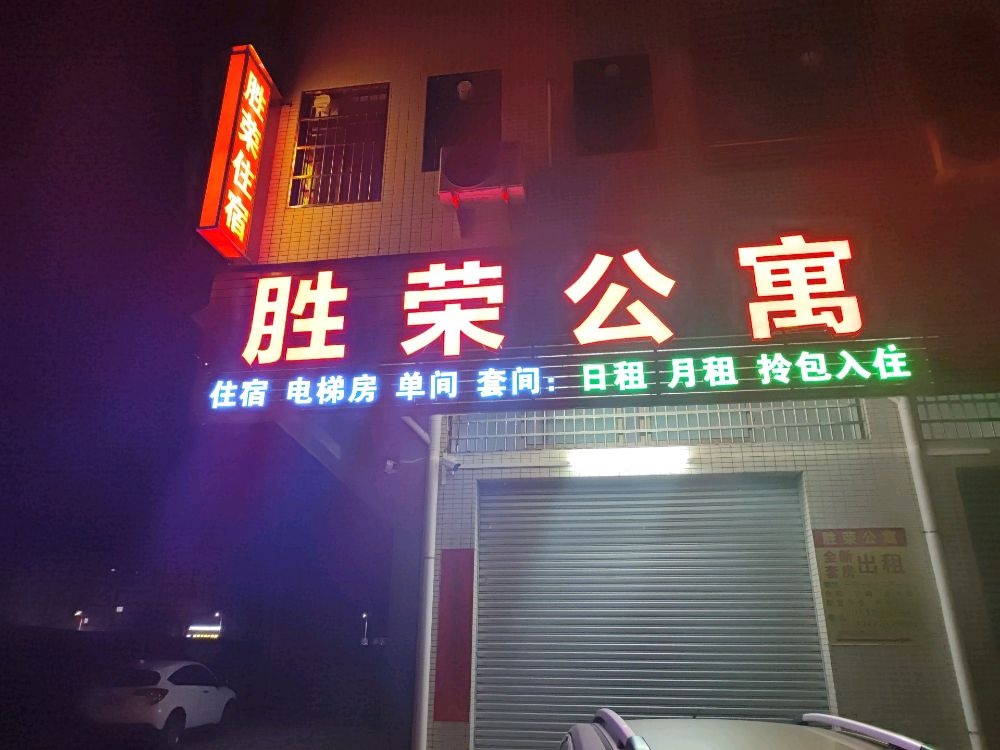 胜荣住宿
胜荣公寓
住宿 电梯房 单间 套间：日租 月租 拎包入住
胜荣公寓
全新
套房
出租